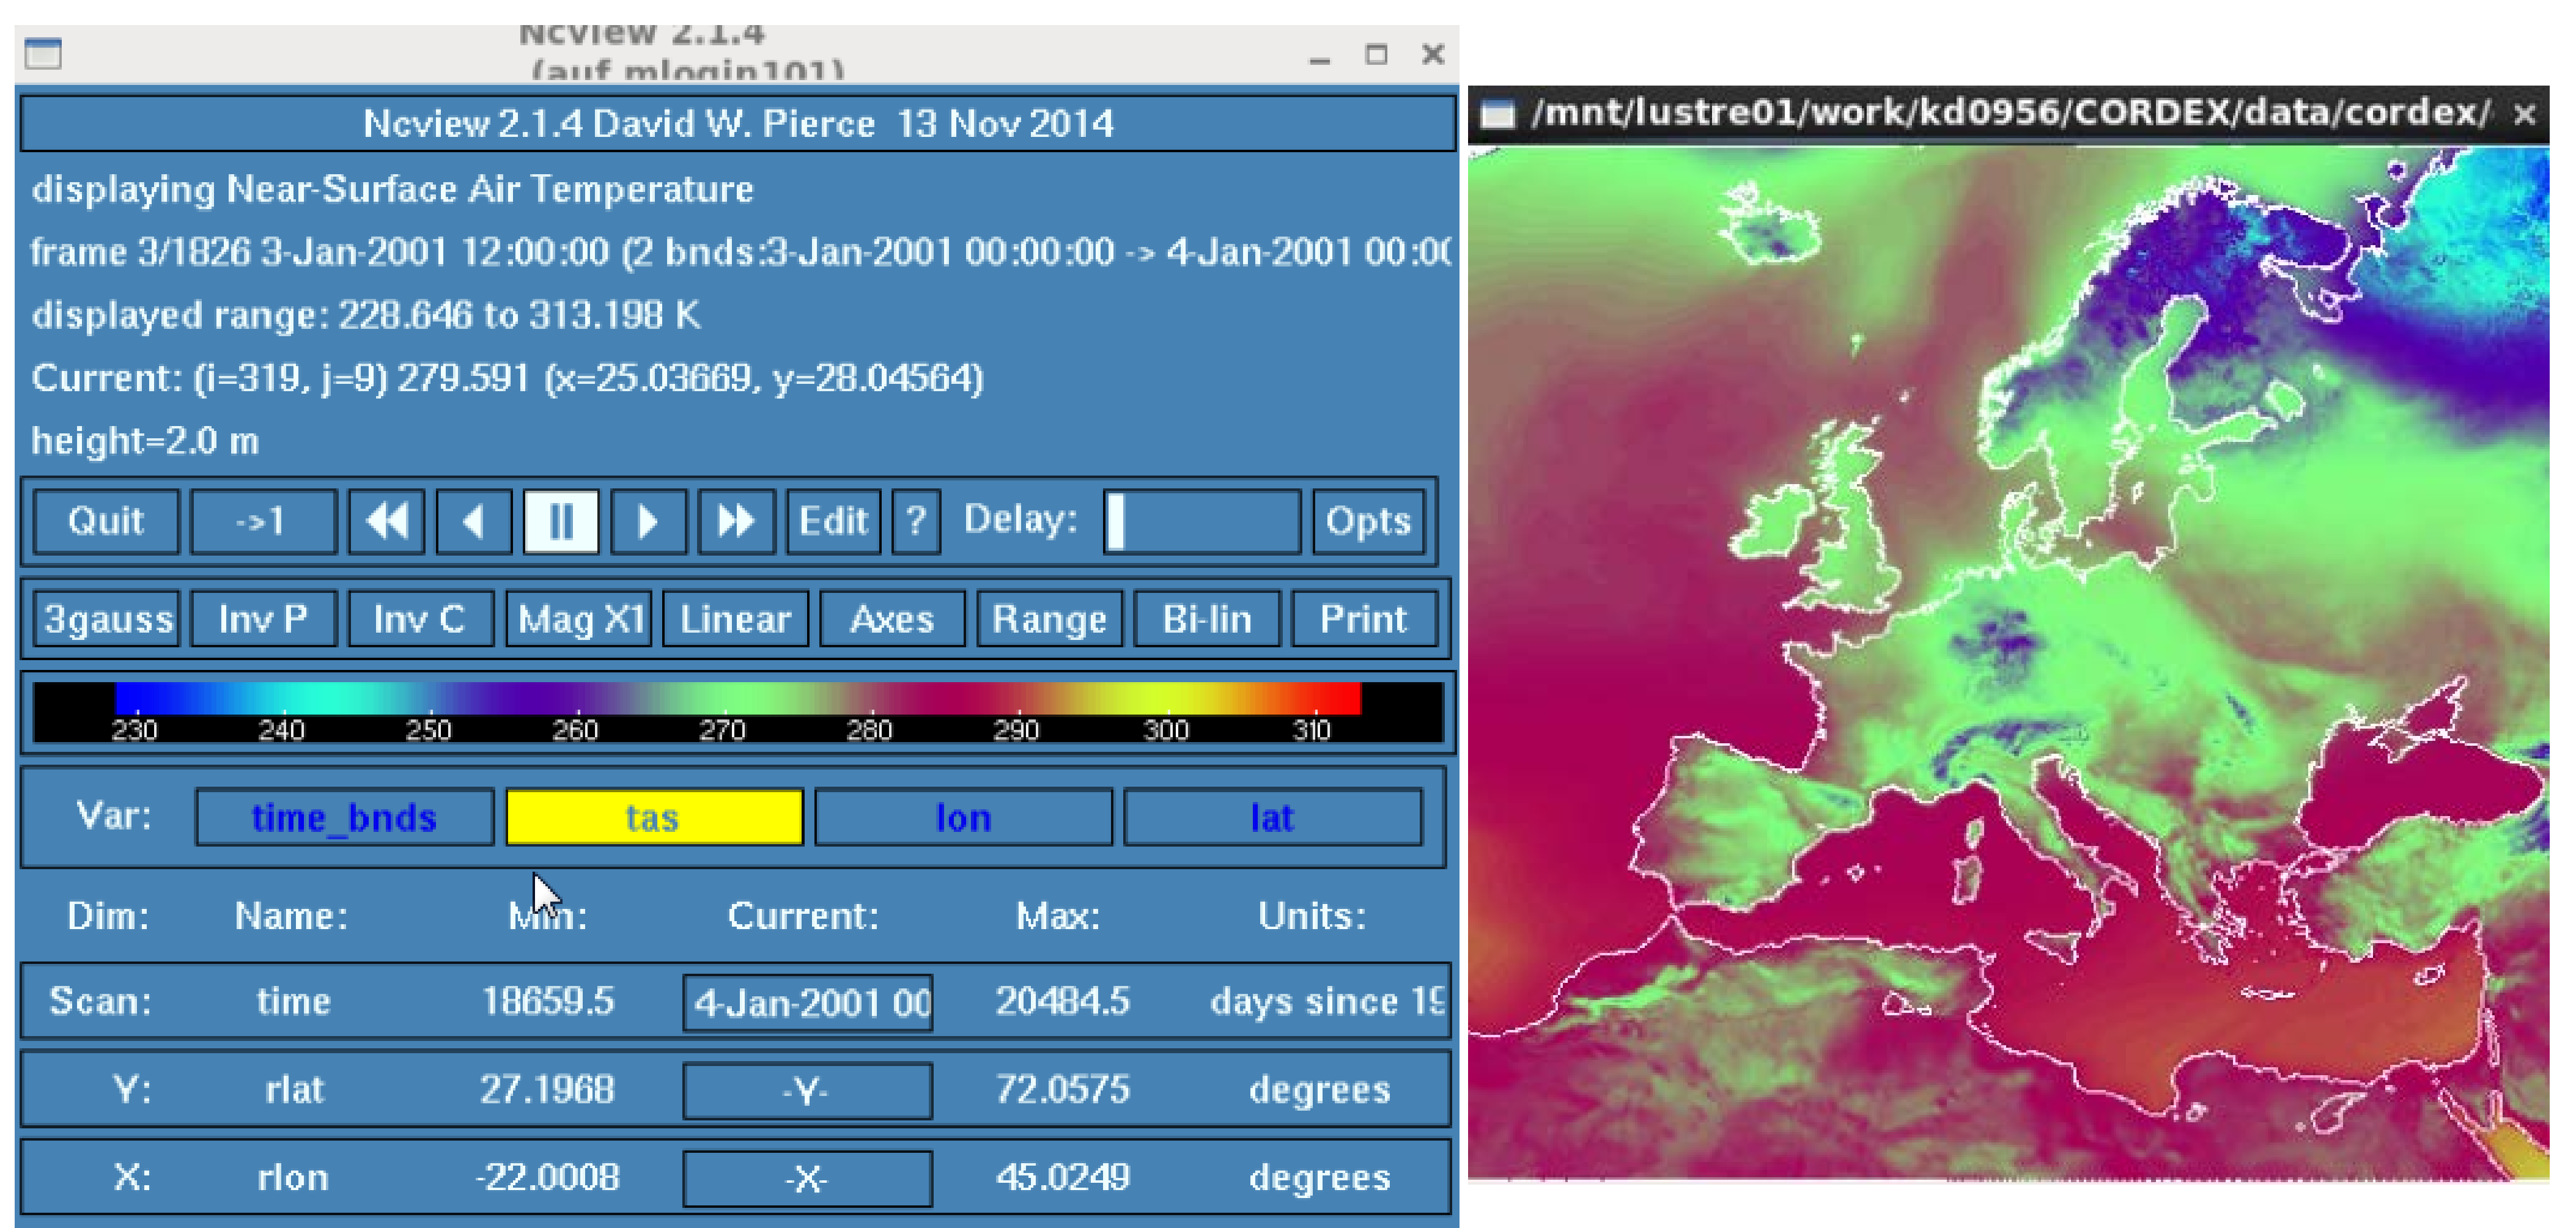 Ncview 2.1.4
(auf mlogin101)
Ncview 2.1.4 David W. Pierce 13 Nov 2014
displaying Near-Surface Air Temperature
frame 3/1826 3-Jan-2001 12:00:00 (2 bnds:3-Jan-2001 00:00:00 -> 4-Jan-2001 00:0
displayed range: 228.646 to 313.198 K
Current: (i=319, j=9) 279.591 (x=25.03669, y=28.04564)
height=2.0 m
Quit ->1 Edit ? Delay: Opts
3gauss Inv P Inv C Mag X1 Linear Axes Range Bi-lin Print
230 240 250 260 270 280 290 300 310
Var: time_bnds tas lon lat
Dim: Name: Min: Current: Max: Units:
Scan: time 18659.5 4-Jan-2001 00 20484.5 days since 19
Y: rlat 27.1968 -Y- 72.0575 degrees
X: rlon -22.0008 -X- 45.0249 degrees
/mnt/lustre01/work/kd0956/CORDEX/data/cordex/